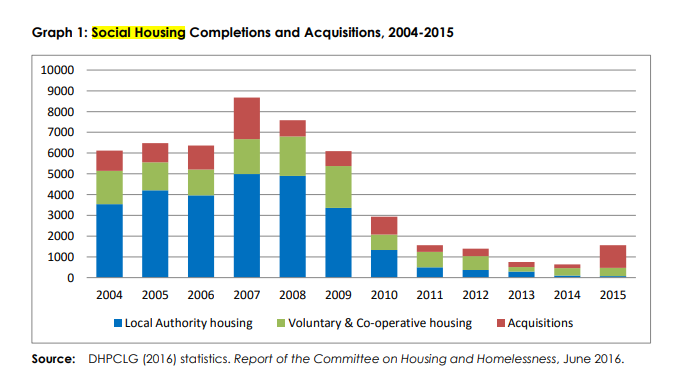 Graph 1: Social Housing Completions and Acquisitions, 2004-2015
10000
9000
8000
7000
6000
5000
4000
3000
2000
1000
0
2004 2005 2006 2007 2008 2009 2010 2011 2012 2013 2014 2015
Local Authority housing Voluntary & Co-operative housing Acquisitions
Source: DHPCLG (2016) statistics. Report of the Committee on Housing and Homelessness, June 2016.